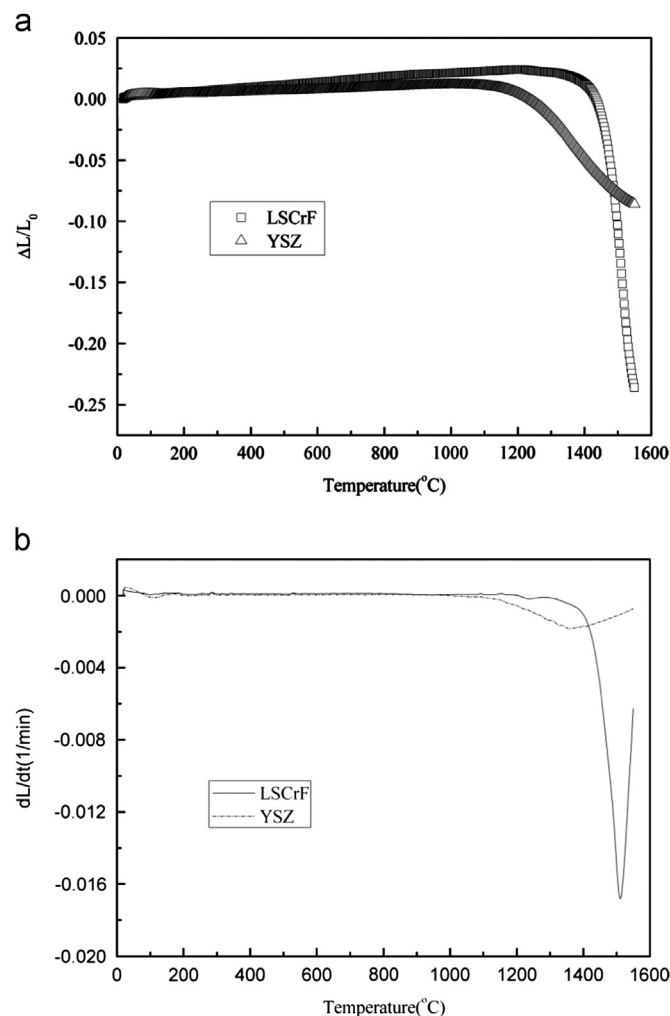 a
0.05
0.00
-0.05
-0.10
-0.15
-0.20
-0.25
ΔL/L0
LSCrF
YSZ
0 200 400 600 800 1000 1200 1400 1600
Temperature(°C)
b
0.000
-0.004
-0.008
-0.012
-0.016
-0.020
dL/dt(1/min)
LSCrF
YSZ
0 200 400 600 800 1000 1200 1400 1600
Temperature(°C)